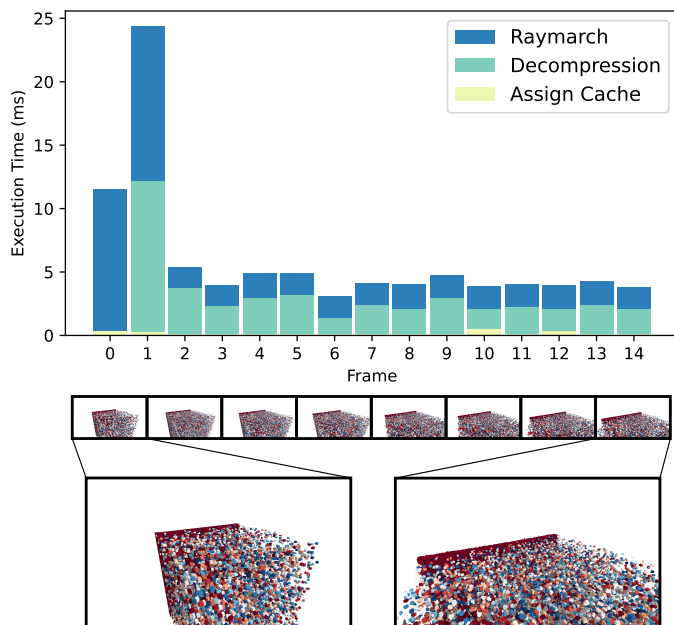 25
20
15
10
5
0
Execution Time (ms)
Raymarch
Decompression
Assign Cache
0 1 2 3 4 5 6 7 8 9 10 11 12 13 14
Frame